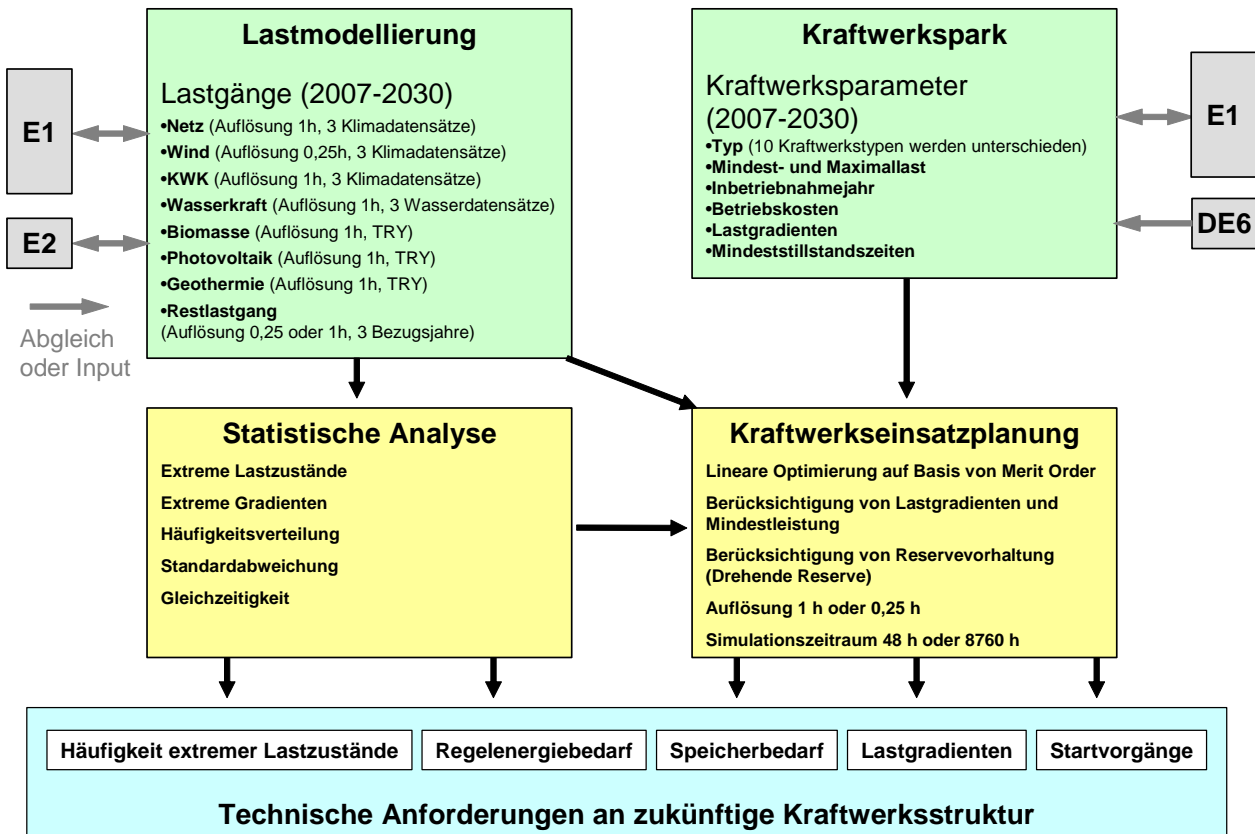 Lastmodellierung
Lastgänge (2007-2030)
•Netz (Auflösung 1h, 3 Klimadatensätze)
•Wind (Auflösung 0,25h, 3 Klimadatensätze)
•KWK (Auflösung 1h, 3 Klimadatensätze)
•Wasserkraft (Auflösung 1h, 3 Wasserdatensätze)
•Biomasse (Auflösung 1h, TRY)
•Photovoltaik (Auflösung 1h, TRY)
•Geothermie (Auflösung 1h, TRY)
•Restlastgang
(Auflösung 0,25 oder 1h, 3 Bezugsjahre)
E1
E2
Abgleich
oder Input
Kraftwerkspark
Kraftwerksparameter
(2007-2030)
•Typ (10 Kraftwerkstypen werden unterschieden)
•Mindest- und Maximallast
•Inbetriebnahmejahr
•Betriebskosten
•Lastgradienten
•Mindeststillstandszeiten
E1
DE6
Statistische Analyse
Extreme Lastzustände
Extreme Gradienten
Häufigkeitsverteilung
Standardabweichung
Gleichzeitigkeit
Kraftwerkseinsatzplanung
Lineare Optimierung auf Basis von Merit Order
Berücksichtigung von Lastgradienten und
Mindestleistung
Berücksichtigung von Reservevorhaltung
(Drehende Reserve)
Auflösung 1 h oder 0,25 h
Simulationszeitraum 48 h oder 8760 h
Häufigkeit extremer Lastzustände
Regelenergiebedarf
Speicherbedarf
Lastgradienten
Startvorgänge
Technische Anforderungen an zukünftige Kraftwerksstruktur